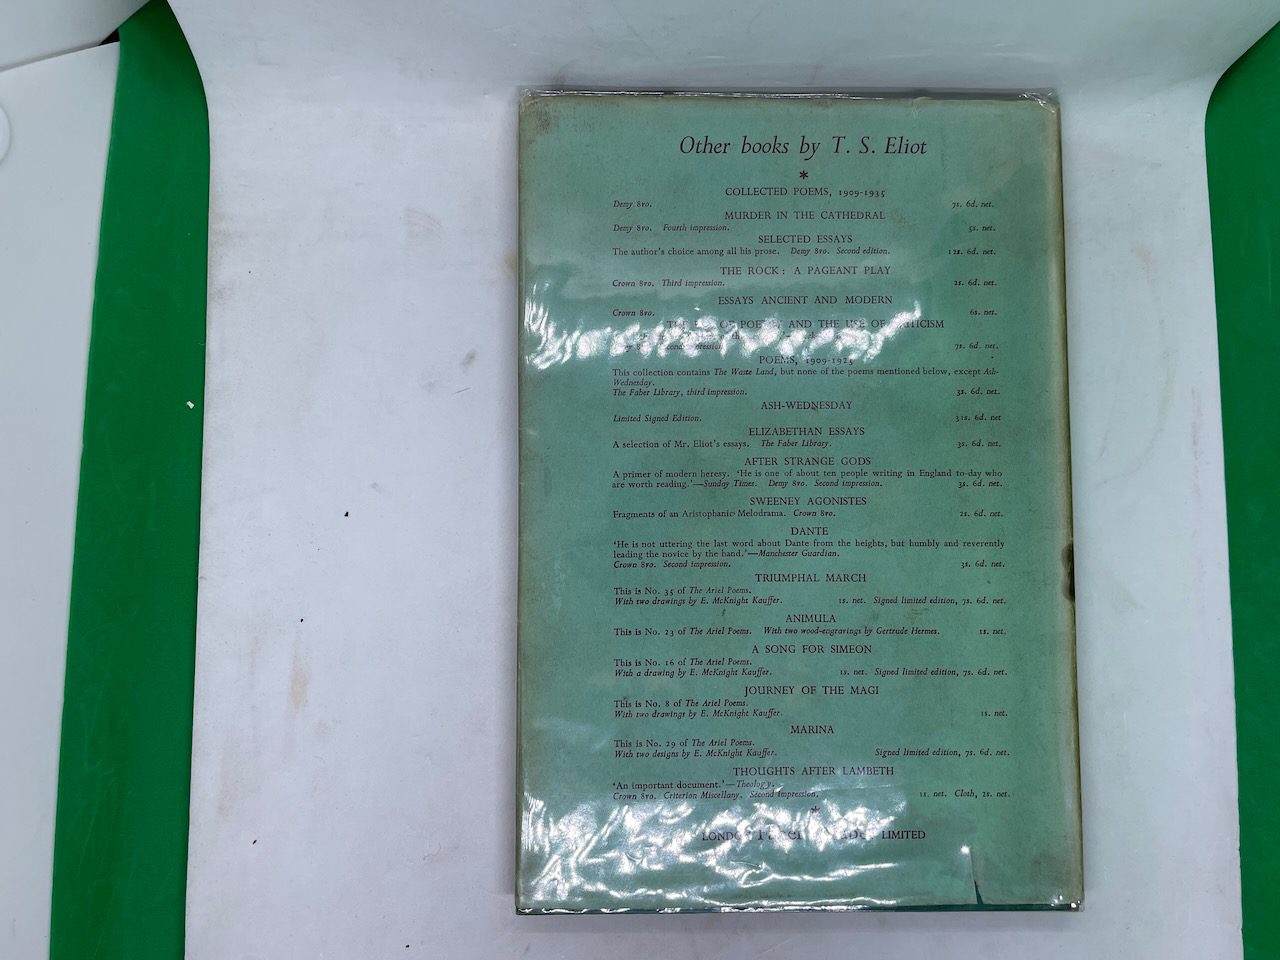 Other books by T. S. Eliot
*
COLLECTED POEMS, 1909-1935
Demy 8vo. 7s. 6d. net.
MURDER IN THE CATHEDRAL
Demy 8vo. Fourth impression. 5s. net.
SELECTED ESSAYS
The author's choice among all his prose. Demy 8vo. Second edition. 12s. 6d. net.
THE ROCK: A PAGEANT PLAY
Crown 8vo. Third impression. 2s. 6d. net.
ESSAYS ANCIENT AND MODERN
Crown 8vo. 6s. net.
THE USE OF POETRY AND THE USE OF CRITICISM
impression. 7s. 6d. net.
POEMS, 1909-1925
This collection contains The Waste Land, but none of the poems mentioned below, except Ash-
Wednesday.
The Faber Library, third impression. 3s. 6d. net.
ASH-WEDNESDAY
Limited Signed Edition. 31s. 6d. net
ELIZABETHAN ESSAYS
A selection of Mr. Eliot's essays. The Faber Library. 3s. 6d. net.
AFTER STRANGE GODS
A primer of modern heresy. 'He is one of about ten people writing in England to-day who
are worth reading.'—Sunday Times. Demy 8vo. Second impression. 3s. 6d. net.
SWEENEY AGONISTES
Fragments of an Aristophanic Melodrama. Crown 8vo. 2s. 6d. net.
DANTE
'He is not uttering the last word about Dante from the heights, but humbly and reverently
leading the novice by the hand.'—Manchester Guardian.
Crown 8vo. Second impression. 3s. 6d. net.
TRIUMPHAL MARCH
This is No. 35 of The Ariel Poems.
With two drawings by E. McKnight Kauffer. 1s. net. Signed limited edition, 7s. 6d. net.
ANIMULA
This is No. 23 of The Ariel Poems. With two wood-engravings by Gertrude Hermes. 1s. net.
A SONG FOR SIMEON
This is No. 16 of The Ariel Poems.
With a drawing by E. McKnight Kauffer. 1s. net. Signed limited edition, 7s. 6d. net.
JOURNEY OF THE MAGI
This is No. 8 of The Ariel Poems.
With two drawings by E. McKnight Kauffer. 1s. net.
MARINA
This is No. 29 of The Ariel Poems.
With two designs by E. McKnight Kauffer. Signed limited edition, 7s. 6d. net.
THOUGHTS AFTER LAMBETH
'An important document.'—Theology.
Crown 8vo. Criterion Miscellany. Second impression. 1s. net. Cloth, 2s. net.
*
LONDON Faber LIMITED